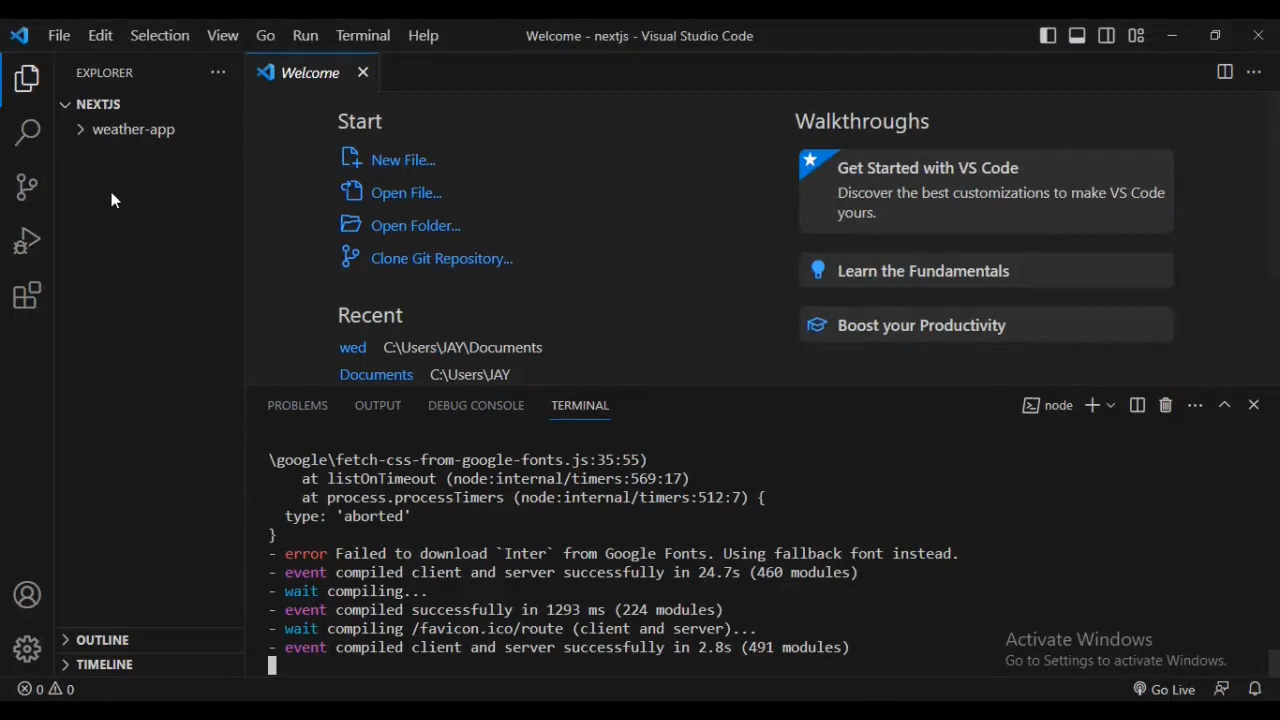 File Edit Selection View Go Run Terminal Help Welcome - nextjs - Visual Studio Code
EXPLORER
NEXTJS
weather-app
OUTLINE
TIMELINE
Welcome
Start
New File...
Open File...
Open Folder...
Clone Git Repository...
Recent
wed C:\Users\JAY\Documents
Documents C:\Users\JAY
Walkthroughs
Get Started with VS Code
Discover the best customizations to make VS Code
yours.
Learn the Fundamentals
Boost your Productivity
PROBLEMS OUTPUT DEBUG CONSOLE TERMINAL node
\google\fetch-css-from-google-fonts.js:35:55)
at listOnTimeout (node:internal/timers:569:17)
at process.processTimers (node:internal/timers:512:7) {
type: 'aborted'
}
- error Failed to download `Inter` from Google Fonts. Using fallback font instead.
- event compiled client and server successfully in 24.7s (460 modules)
- wait compiling...
- event compiled successfully in 1293 ms (224 modules)
- wait compiling /favicon.ico/route (client and server)...
- event compiled client and server successfully in 2.8s (491 modules)
Activate Windows
Go to Settings to activate Windows.
0 0 Go Live